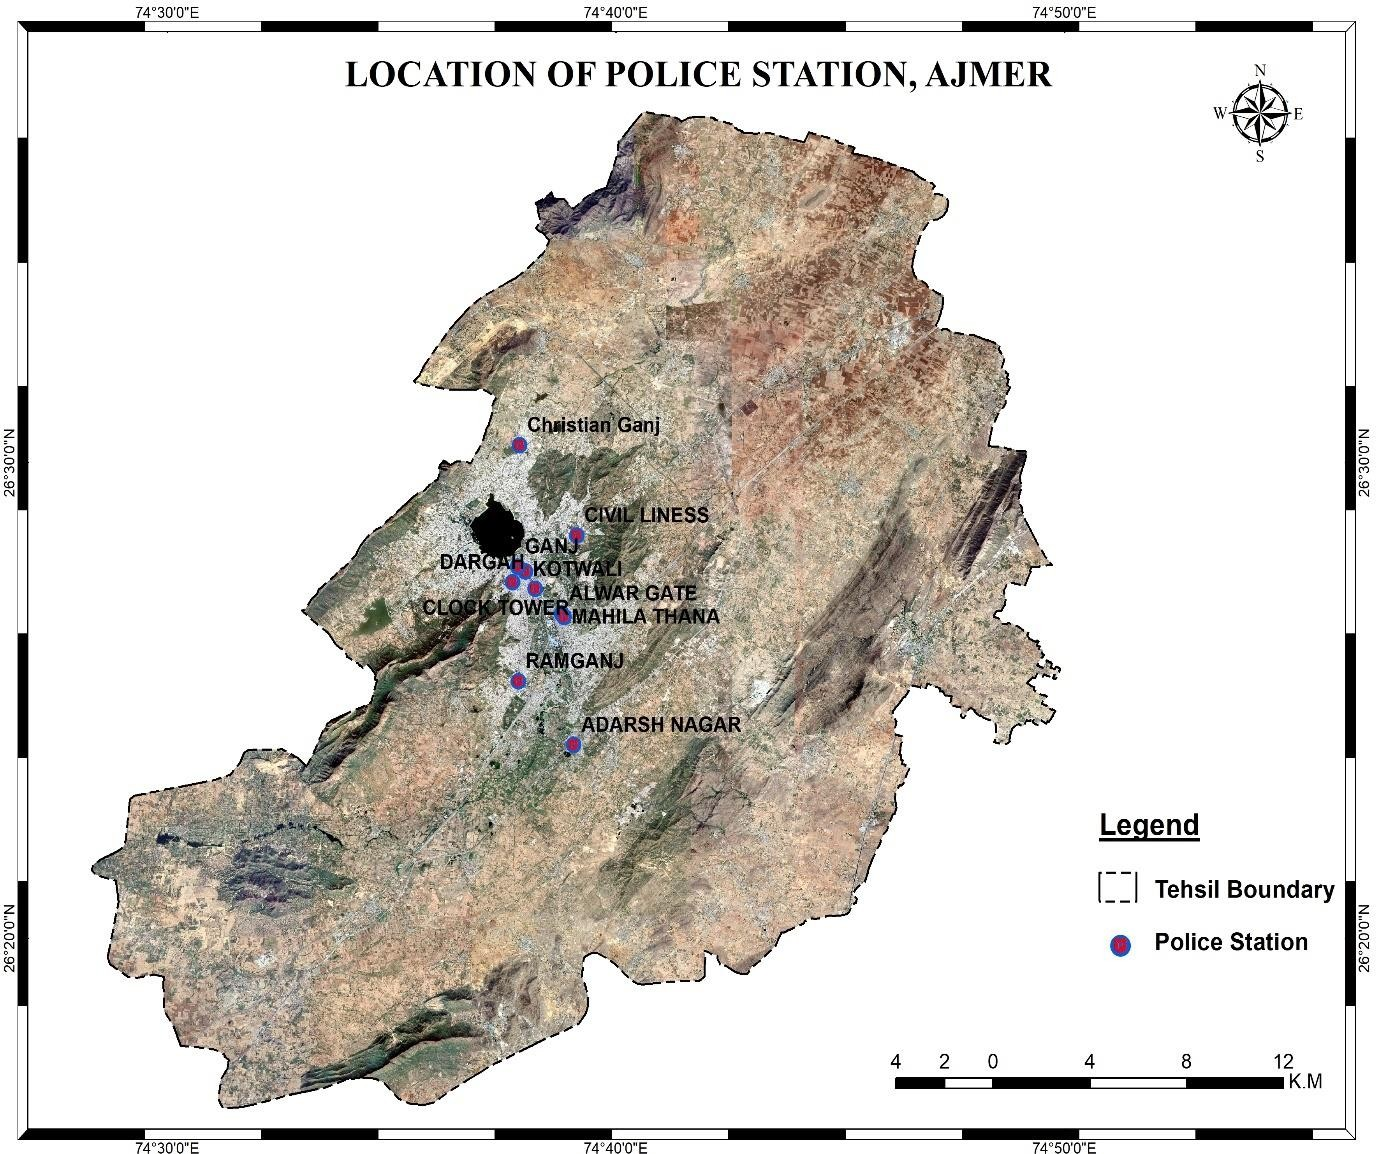 74°30'0"E 74°40'0"E 74°50'0"E
LOCATION OF POLICE STATION, AJMER
N
W E
S
26°30'0"N 26°30'0"N
Christian Ganj
CIVIL LINESS
GANJ
DARGAH
KOTWALI
ALWAR GATE
CLOCK TOWER
MAHILA THANA
RAMGANJ
ADARSH NAGAR
Legend
Tehsil Boundary
Police Station
26°20'0"N 26°20'0"N
4 2 0 4 8 12
K.M
74°30'0"E 74°40'0"E 74°50'0"E